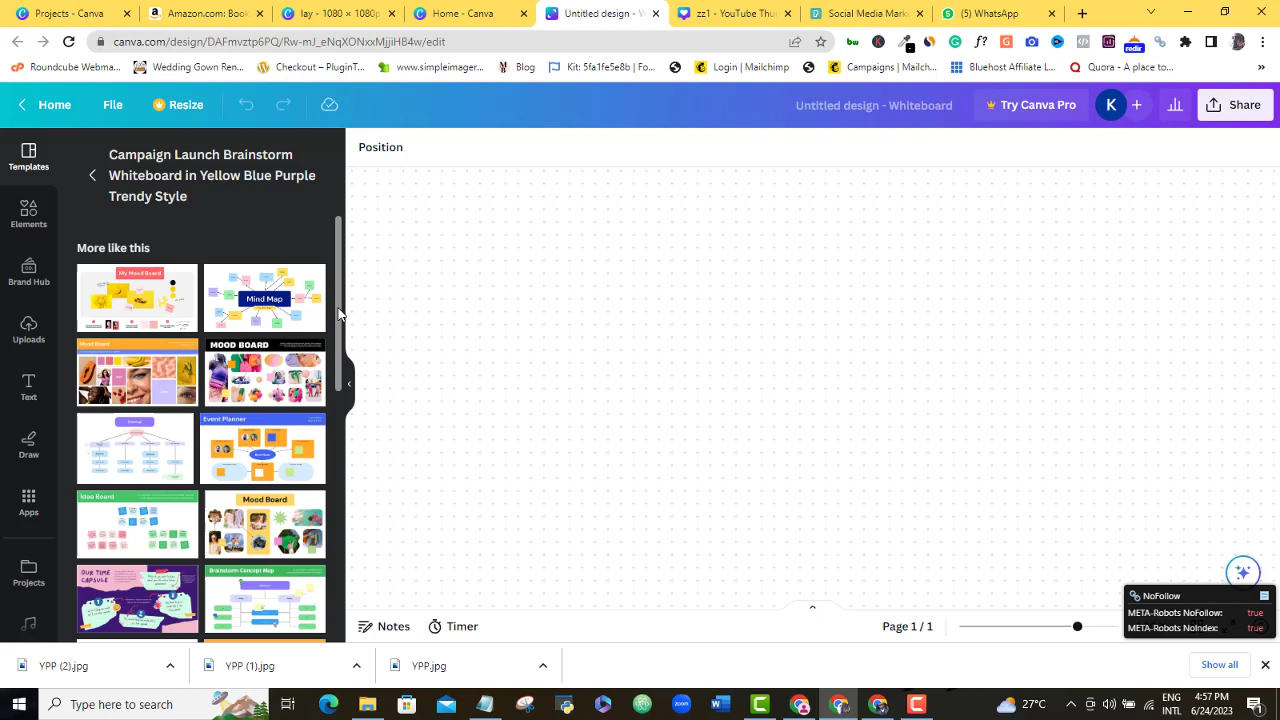 Projects - Canva
Amazon.com: Book
lay - 1080 × 1080p
Home - Canva
Untitled design - W
zz1 - YouTube Thu
Social Media Mark
(5) WhatsApp
canva.com/design/DAFmvztp6PQ/Rw-mJ_eNqXONxxMjjiHB4w/edit
Roundcube Webma...
Wedding Gown Ren...
Checkout – PluginT...
www.simimager...
Blog
Kit: 5fa1fe5e8b | Fo...
Login | Mailchimp
Campaigns | Mailch...
Bluehost Affiliate L...
Quora - A place to...
Home
File
Resize
Untitled design - Whiteboard
Try Canva Pro
K
Share
Templates
Elements
Brand Hub
Uploads
Text
Draw
Apps
Projects
Campaign Launch Brainstorm
Whiteboard in Yellow Blue Purple
Trendy Style
More like this
My Mood Board
Mind Map
Mood Board
MOOD BOARD
Event Planner
Idea Board
Mood Board
OUR TIME
CAPSULE
Brainstorm Concept Map
Position
Notes
Timer
Page 1 / 1
NoFollow
META-Robots NoFollow: true
META-Robots NoIndex: true
YPP (2).jpg
YPP (1).jpg
YPP.jpg
Show all
Type here to search
27°C
ENG
INTL
4:57 PM
6/24/2023